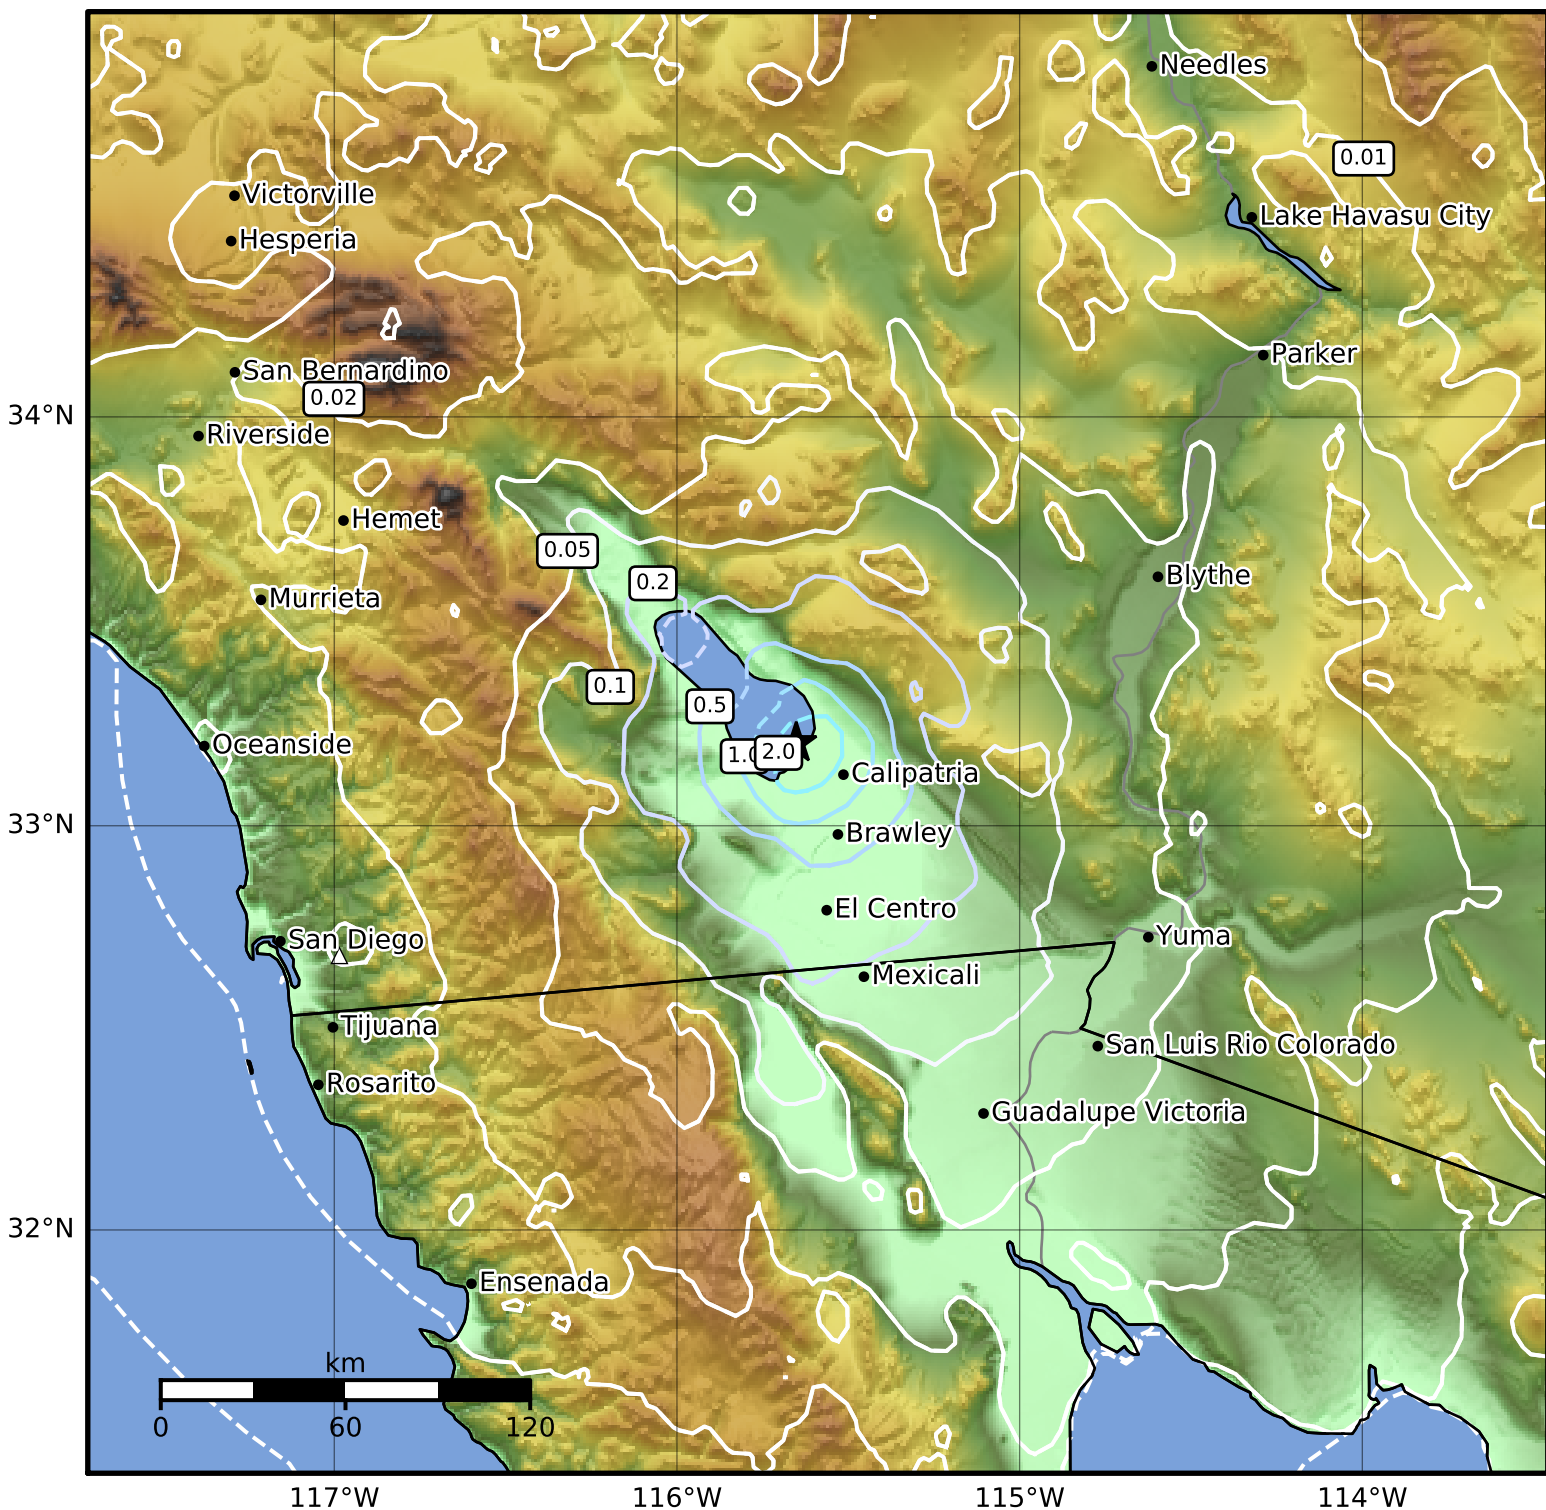 Needles
0.01
Victorville
Lake Havasu City
Hesperia
Parker
San Bernardino
0.02
34°N
Riverside
Hemet
0.05
0.2
Blythe
Murrieta
0.1
0.5
Oceanside
1.0
2.0
Calipatria
33°N
Brawley
El Centro
San Diego
Yuma
Mexicali
Tijuana
San Luis Rio Colorado
Rosarito
Guadalupe Victoria
32°N
Ensenada
km
0 60 120
117°W 116°W 115°W 114°W